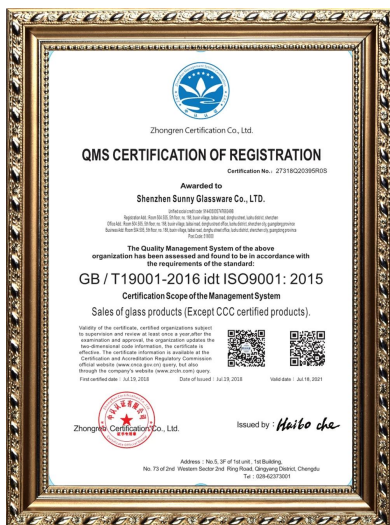 Zhongren Certification Co., Ltd.
QMS CERTIFICATION OF REGISTRATION
Certification No.: 27318Q20395R0S
Awarded to
Shenzhen Sunny Glassware Co., LTD.
The Quality Management System of the above
organization has been assessed and found to be in accordance with
the requirements of the standard:
GB / T19001-2016 idt ISO9001: 2015
Certification Scope of the Management System
Sales of glass products (Except CCC certified products).
Validity of the certificate, certified organizations subject
to supervision and review at least once a year,after the
examination and approval, the organization updates the
two-dimensional code information, the certificate is
effective. The certificate information is available at the
Certification and Accreditation Regulatory Commission
official website (www.cnca.gov.cn) query, but also
through the company's website (www.zrchn.com) query.
First certified date : Jul.19, 2018 Date of Issued : Jul.19, 2018 Valid date : Jul.18, 2021
Zhongren Certification Co., Ltd.
Issued by : Haibo che
Address : No.5, 3F of 1st unit, 1st Building,
No. 73 of 2nd Western Sector 2nd Ring Road, Qingyang District, Chengdu
Tel : 028-62373001